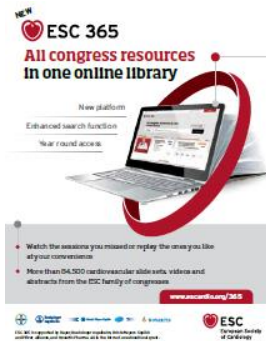 NEW
ESC 365
All congress resources
in one online library
New platform
Enhanced search function
Year round access
Watch the sessions you missed or replay the ones you like
at your convenience
More than 84,500 cardiovascular slide sets, videos and
abstracts from the ESC family of congresses
www.escardio.org/365
ESC
European Society
of Cardiology